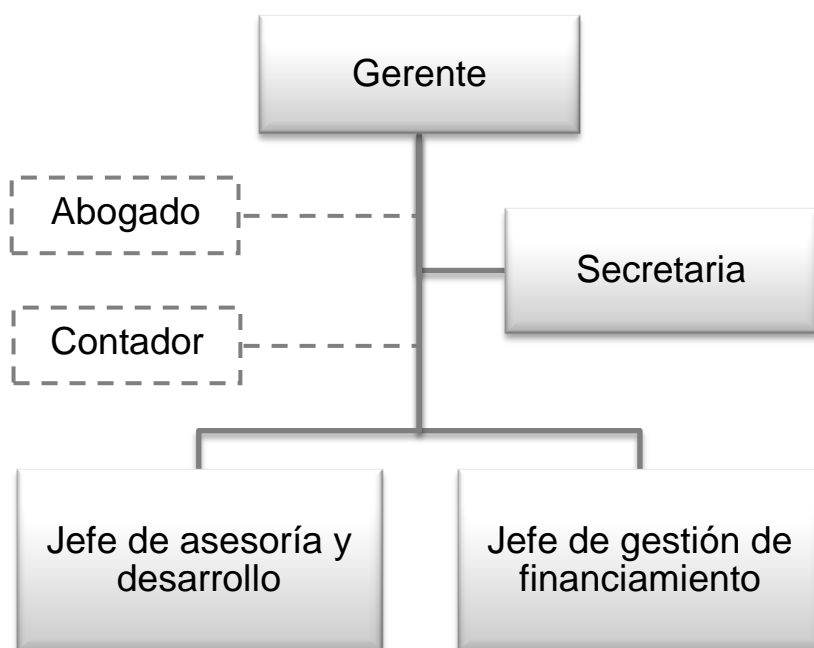 Gerente
Abogado
Secretaria
Contador
Jefe de asesoría y
desarrollo
Jefe de gestión de
financiamiento